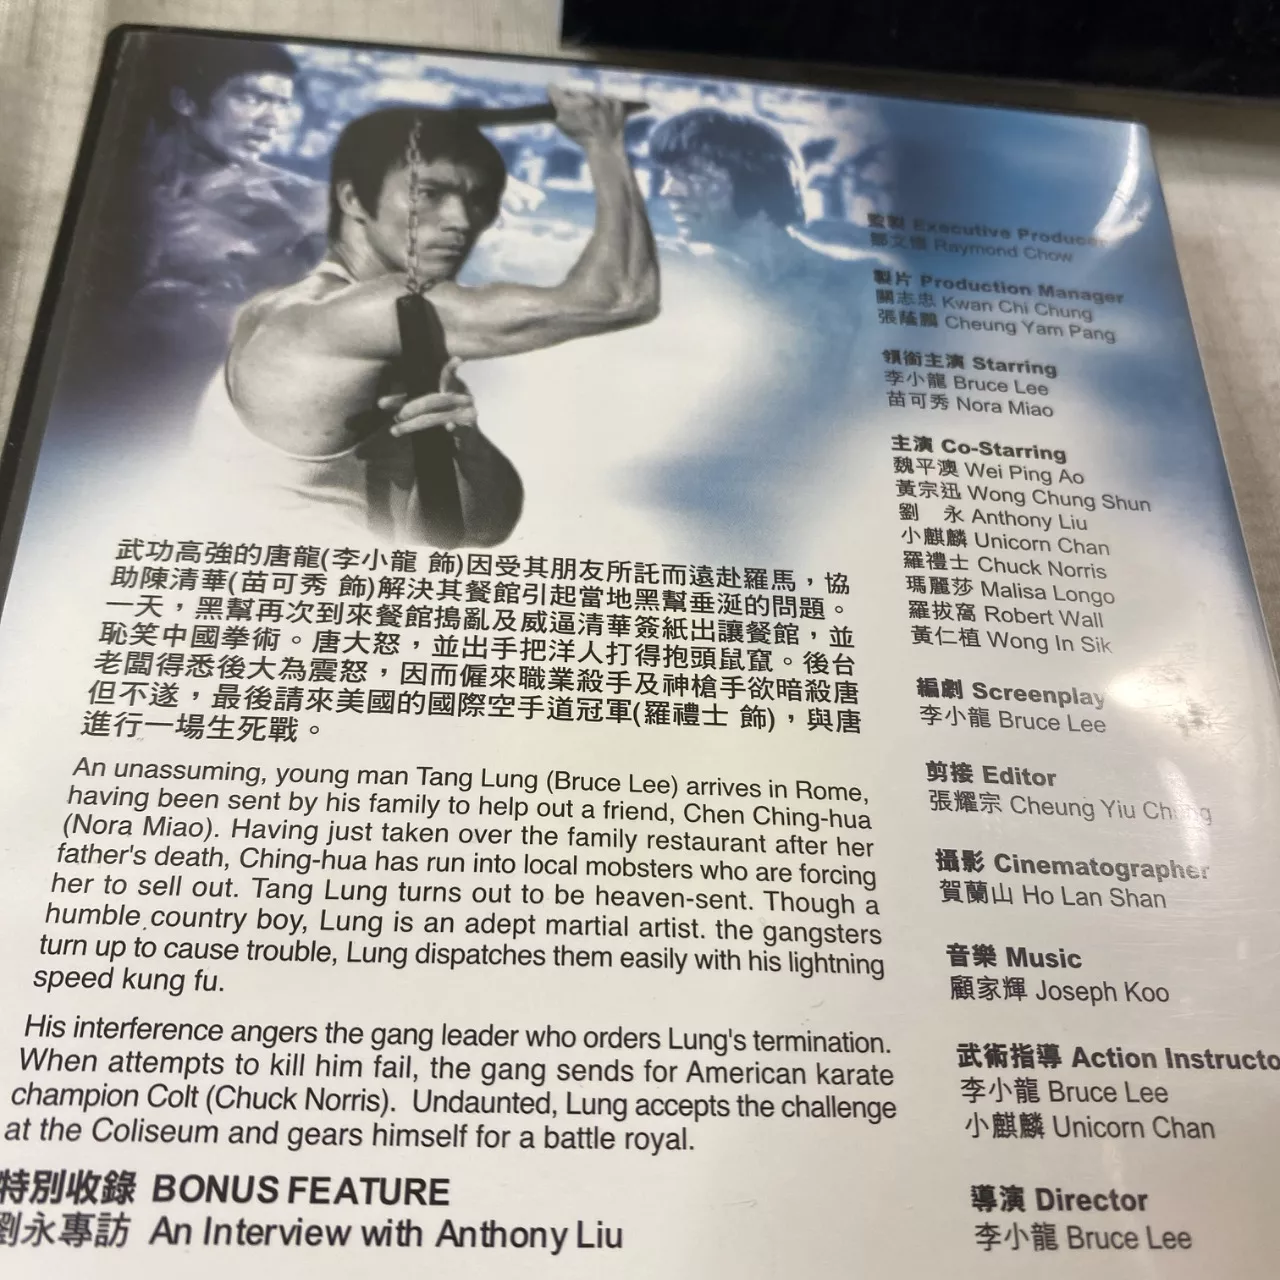 武功高強的唐龍(李小龍 飾)因受其朋友所託而遠赴羅馬，協
助陳清華(苗可秀 飾)解決其餐館引起當地黑幫垂涎的問題。
一天，黑幫再次到來餐館搗亂及威逼清華簽紙出讓餐館，並
恥笑中國拳術。唐大怒，並出手把洋人打得抱頭鼠竄。後台
老闆得悉後大為震怒，因而僱來職業殺手及神槍手欲暗殺唐
但不遂，最後請來美國的國際空手道冠軍(羅禮士 飾)，與唐
進行一場生死戰。
An unassuming, young man Tang Lung (Bruce Lee) arrives in Rome,
having been sent by his family to help out a friend, Chen Ching-hua
(Nora Miao). Having just taken over the family restaurant after her
father's death, Ching-hua has run into local mobsters who are forcing
her to sell out. Tang Lung turns out to be heaven-sent. Though a
humble country boy, Lung is an adept martial artist. the gangsters
turn up to cause trouble, Lung dispatches them easily with his lightning
speed kung fu.
His interference angers the gang leader who orders Lung's termination.
When attempts to kill him fail, the gang sends for American karate
champion Colt (Chuck Norris). Undaunted, Lung accepts the challenge
at the Coliseum and gears himself for a battle royal.
特別收錄 BONUS FEATURE
劉永專訪 An Interview with Anthony Liu
監製 Executive Producer
鄒文懷 Raymond Chow
製片 Production Manager
關志忠 Kwan Chi Chung
張蔭鵬 Cheung Yam Pang
領銜主演 Starring
李小龍 Bruce Lee
苗可秀 Nora Miao
主演 Co-Starring
魏平澳 Wei Ping Ao
黃宗迅 Wong Chung Shun
劉 永 Anthony Liu
小麒麟 Unicorn Chan
羅禮士 Chuck Norris
瑪麗莎 Malisa Longo
羅拔窩 Robert Wall
黃仁植 Wong In Sik
編劇 Screenplay
李小龍 Bruce Lee
剪接 Editor
張耀宗 Cheung Yiu Chung
攝影 Cinematographer
賀蘭山 Ho Lan Shan
音樂 Music
顧家輝 Joseph Koo
武術指導 Action Instructo
李小龍 Bruce Lee
小麒麟 Unicorn Chan
導演 Director
李小龍 Bruce Lee